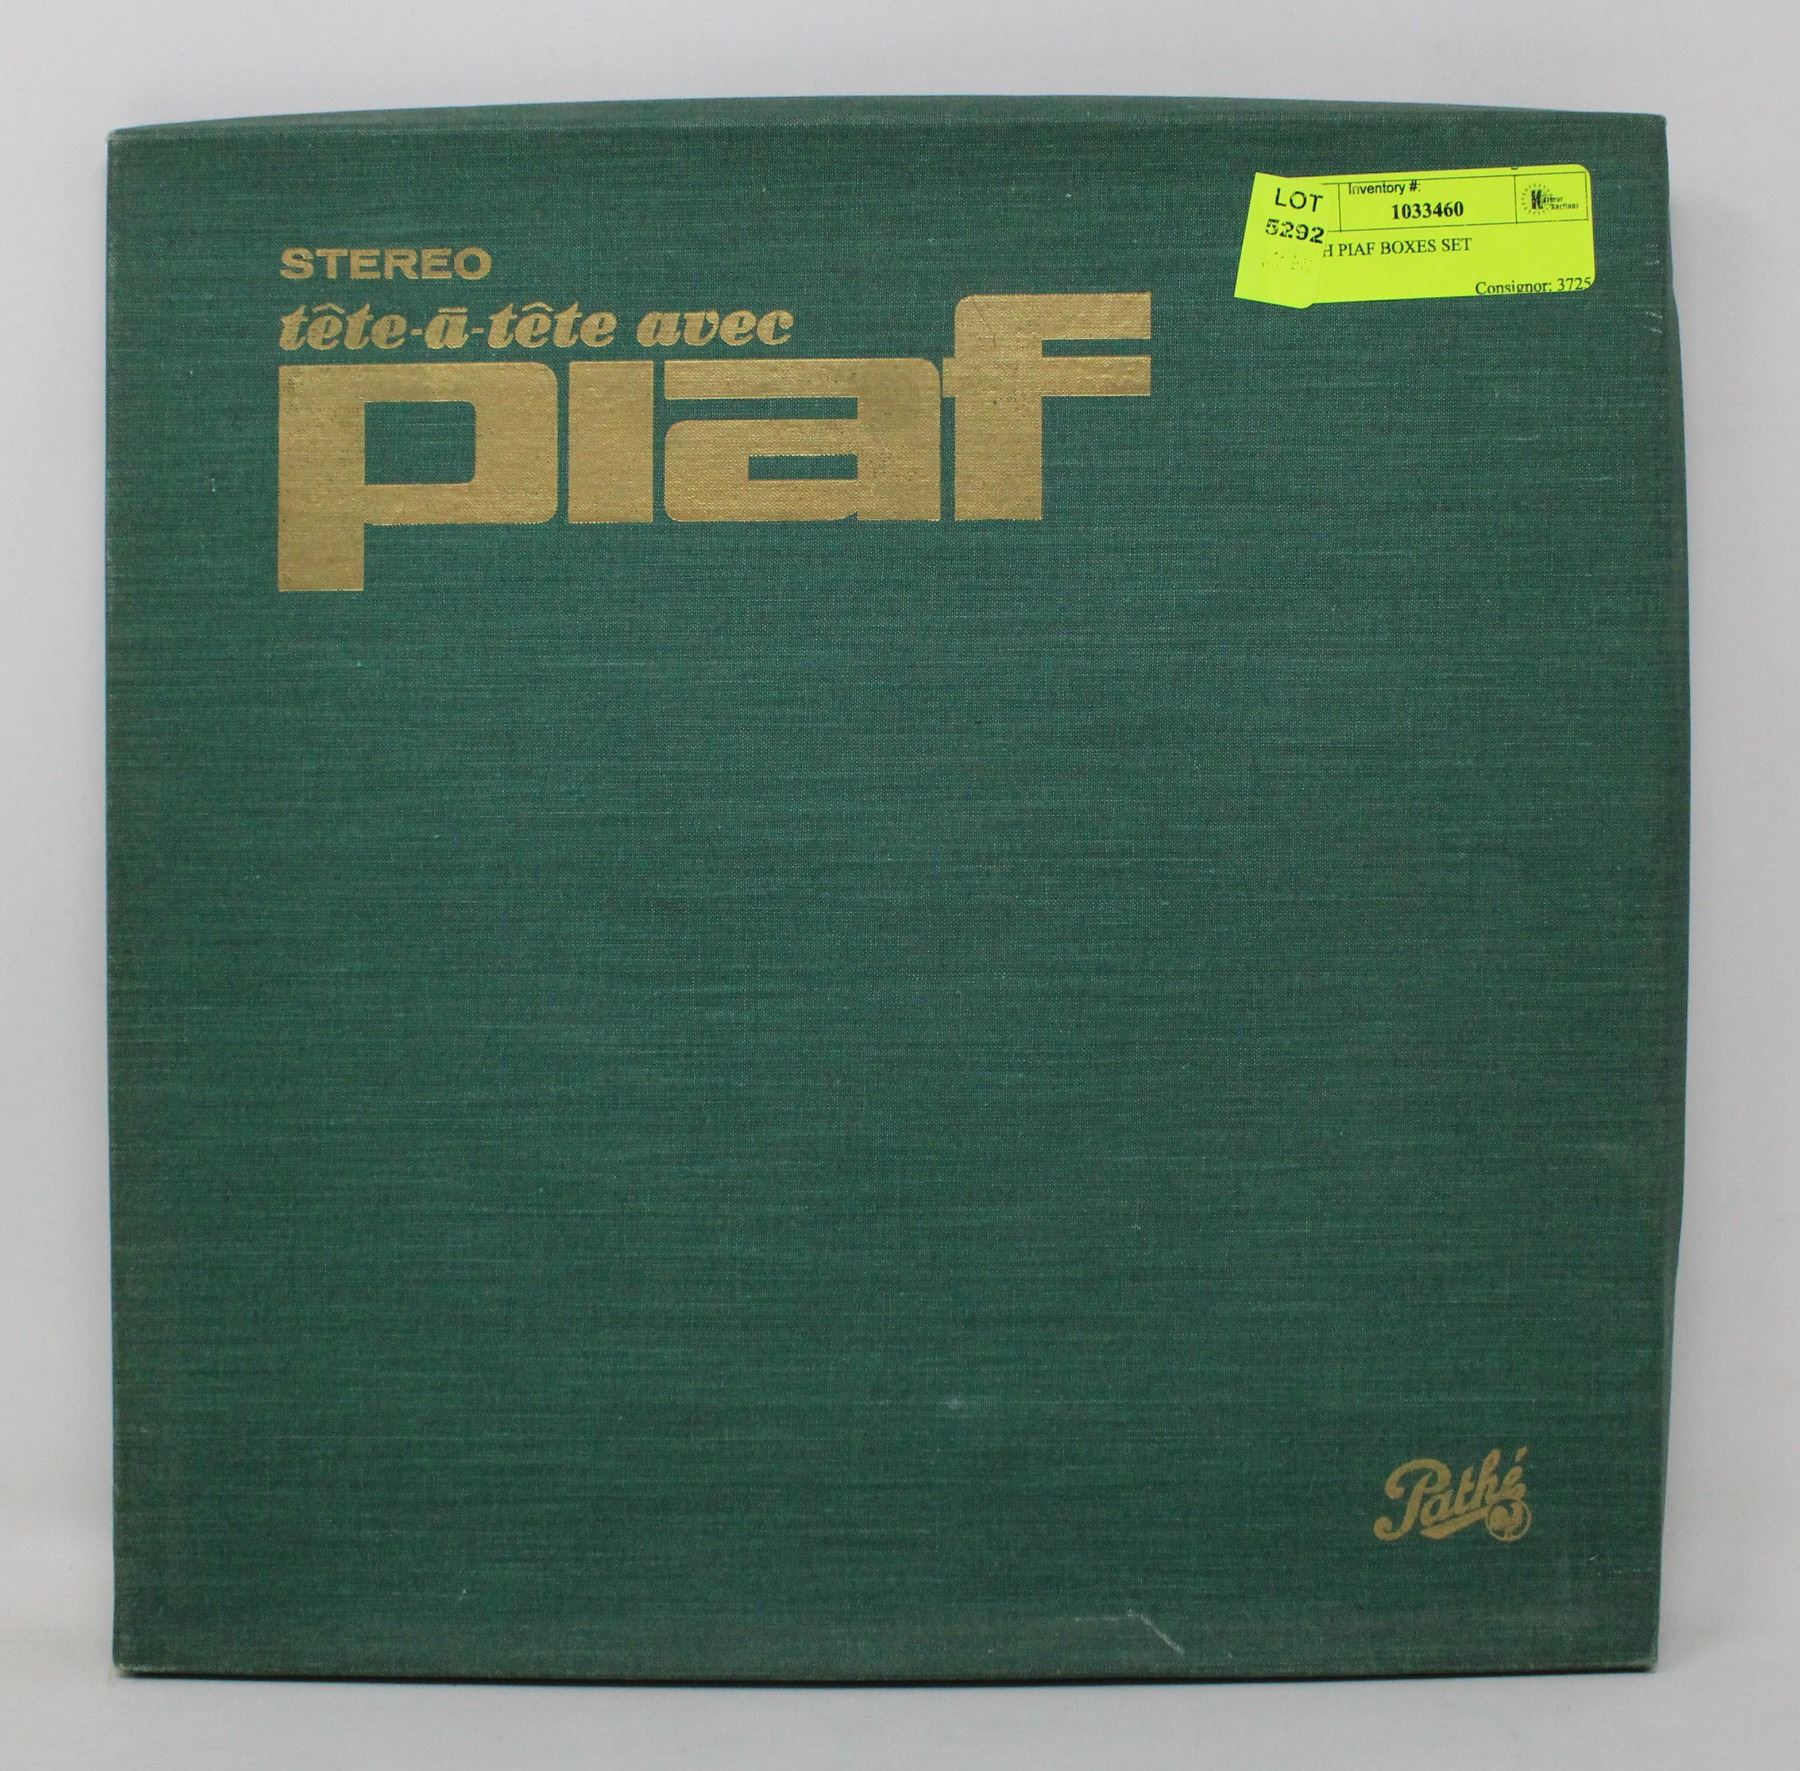 STEREO
tête-ā-tête avec
piaf
LOT
5292
Inventory #:
1033460
H PIAF BOXES SET
Consignor: 3725
Pathé